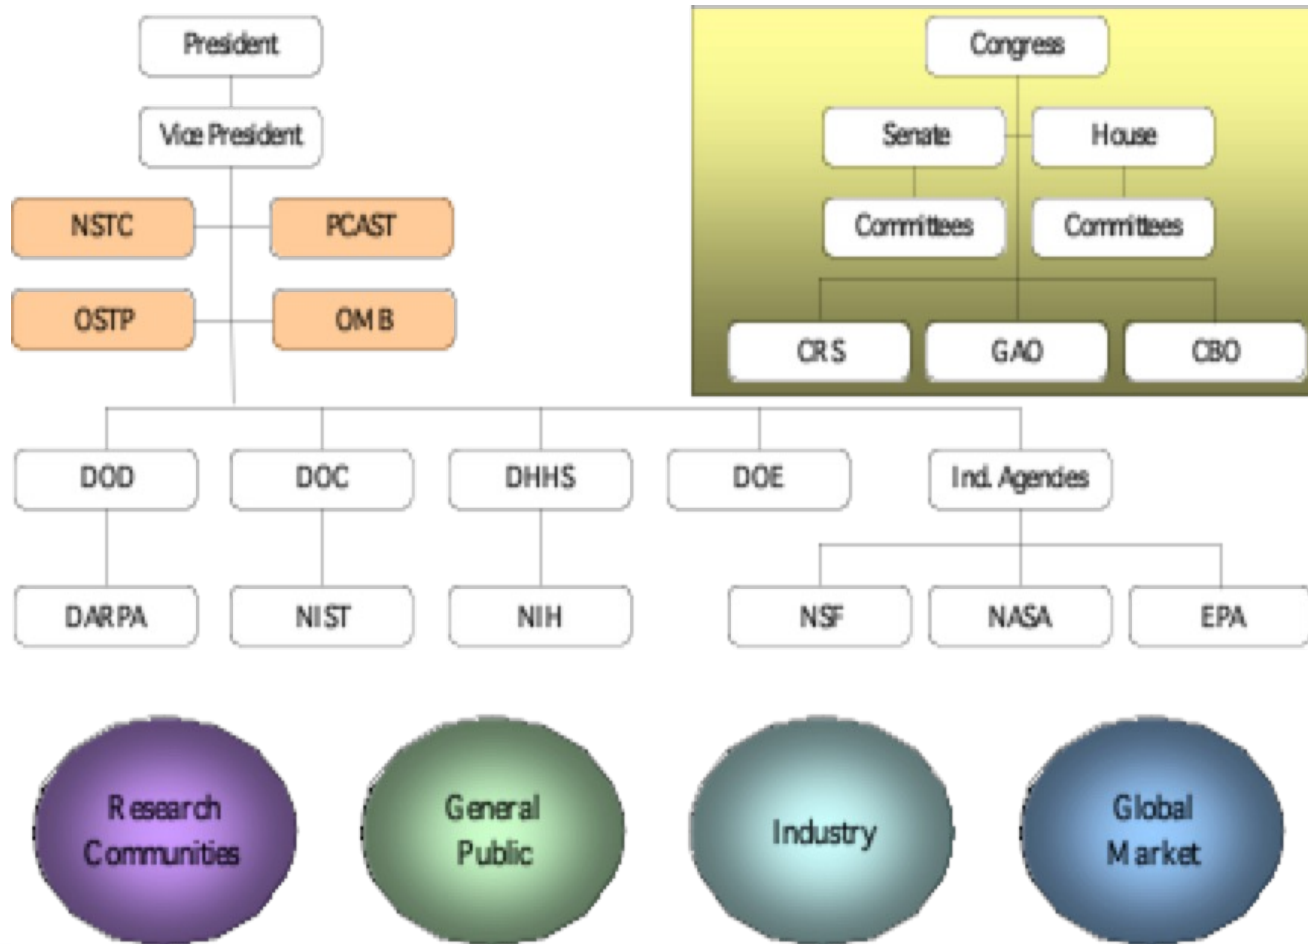 President
Congress
Vice President
Senate
House
NSTC
PCAST
Committees
Committees
OSTP
OMB
CRS
GAO
CBO
DOD
DOC
DHHS
DOE
Ind. Agencies
DARPA
NIST
NIH
NSF
NASA
EPA
Research
Communities
General
Public
Industry
Global
Market